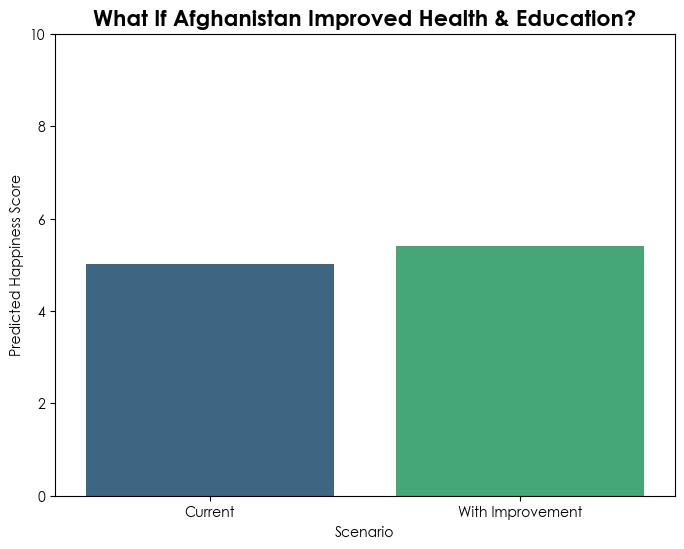 What If Afghanistan Improved Health & Education?
10
8
6
4
2
0
Predicted Happiness Score
Current
With Improvement
Scenario